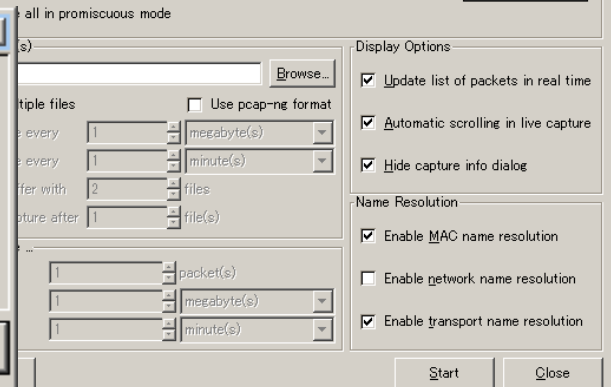 all in promiscuous mode
(s)
Browse...
tiple files
Use pcap-ng format
every
1
megabyte(s)
every
1
minute(s)
with
2
files
after
1
file(s)
...
1
packet(s)
1
megabyte(s)
1
minute(s)
Display Options
Update list of packets in real time
Automatic scrolling in live capture
Hide capture info dialog
Name Resolution
Enable MAC name resolution
Enable network name resolution
Enable transport name resolution
Start
Close